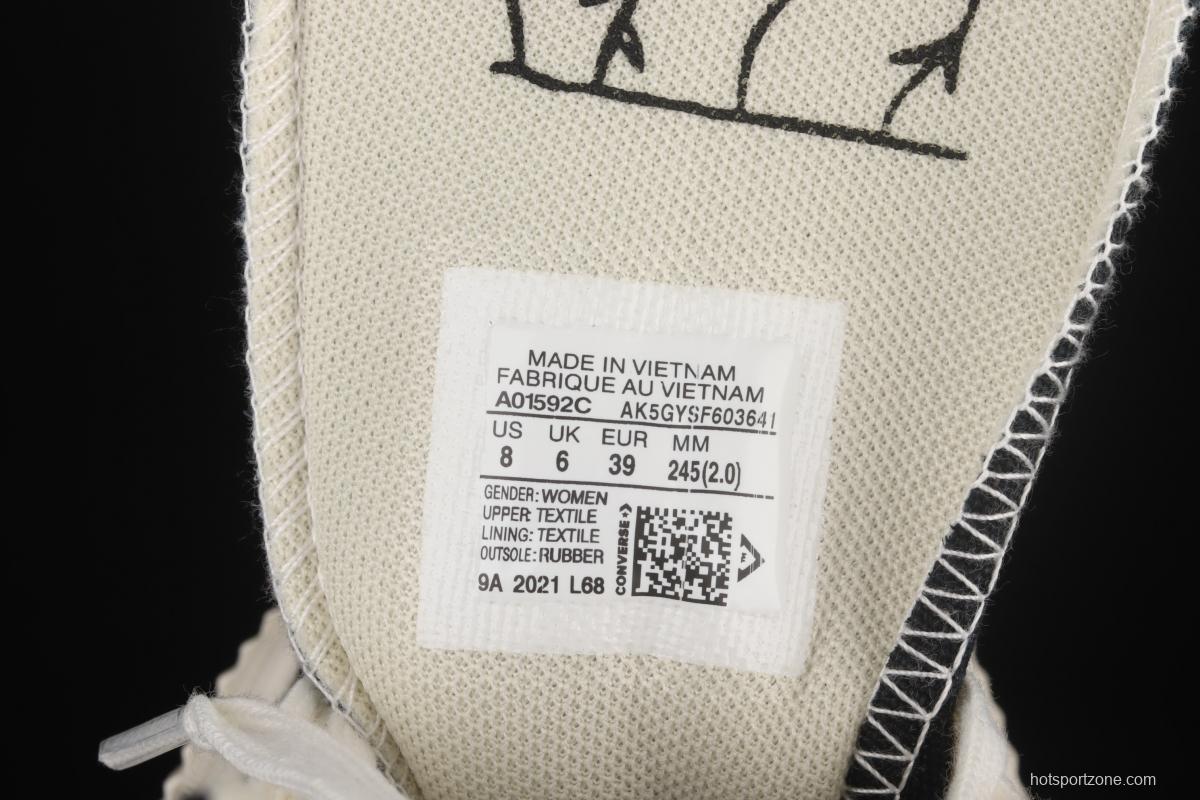 MADE IN VIETNAM
FABRIQUE AU VIETNAM
A01592C AK5GYSF603641
US UK EUR MM
8 6 39 245(2.0)
GENDER: WOMEN
UPPER: TEXTILE
LINING: TEXTILE
OUTSOLE: RUBBER
9A 2021 L68
CONVERSE
hotsportzone.com